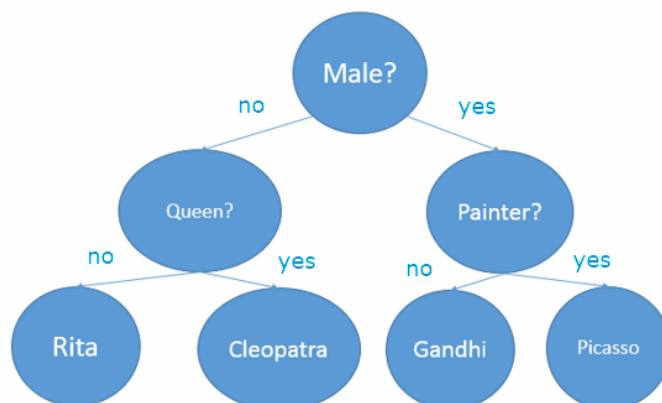 Male?
no
yes
Queen?
Painter?
no
yes
no
yes
Rita
Cleopatra
Gandhi
Picasso